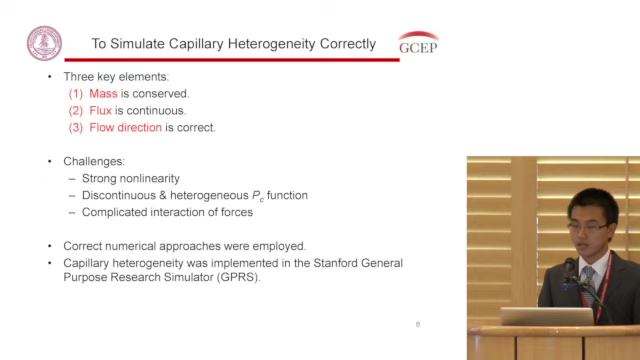 To Simulate Capillary Heterogeneity Correctly
GCEP
• Three key elements:
(1) Mass is conserved.
(2) Flux is continuous.
(3) Flow direction is correct.
• Challenges:
– Strong nonlinearity
– Discontinuous & heterogeneous Pc function
– Complicated interaction of forces
• Correct numerical approaches were employed.
• Capillary heterogeneity was implemented in the Stanford General
Purpose Research Simulator (GPRS).
8